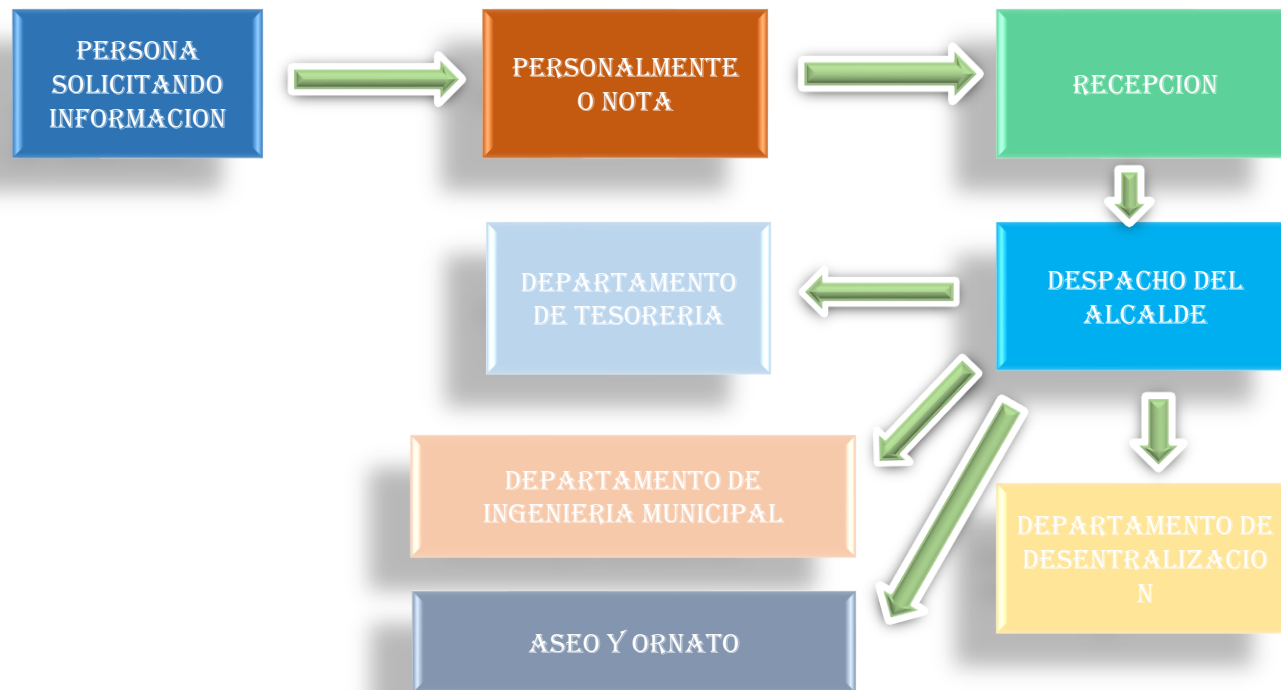 PERSONA
SOLICITANDO
INFORMACION
PERSONALMENTE
O NOTA
RECEPCION
DEPARTAMENTO
DE TESORERIA
DESPACHO DEL
ALCALDE
DEPARTAMENTO DE
INGENIERIA MUNICIPAL
DEPARTAMENTO DE
DESENTRALIZACIO
N
ASEO Y ORNATO